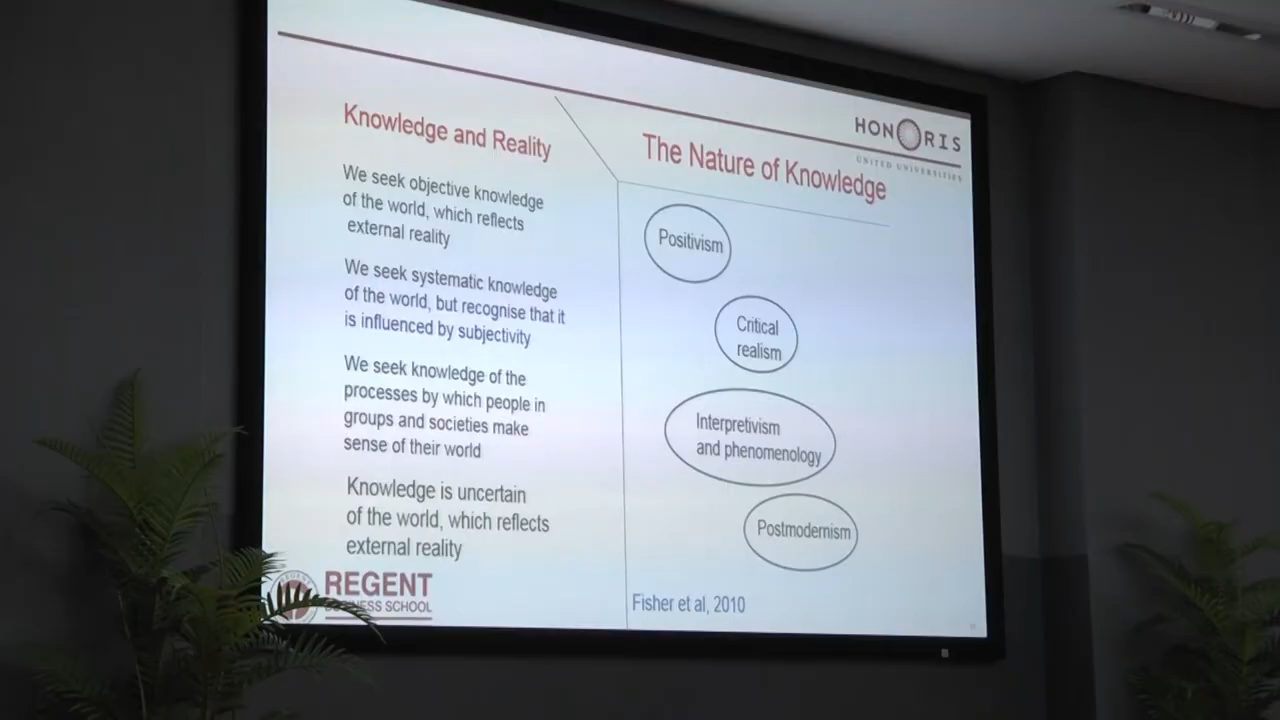 Knowledge and Reality
We seek objective knowledge
of the world, which reflects
external reality
We seek systematic knowledge
of the world, but recognise that it
is influenced by subjectivity
We seek knowledge of the
processes by which people in
groups and societies make
sense of their world
Knowledge is uncertain
of the world, which reflects
external reality
REGENT
BUSINESS SCHOOL
HONORIS
UNITED UNIVERSITIES
The Nature of Knowledge
Positivism
Critical
realism
Interpretivism
and phenomenology
Postmodernism
Fisher et al, 2010